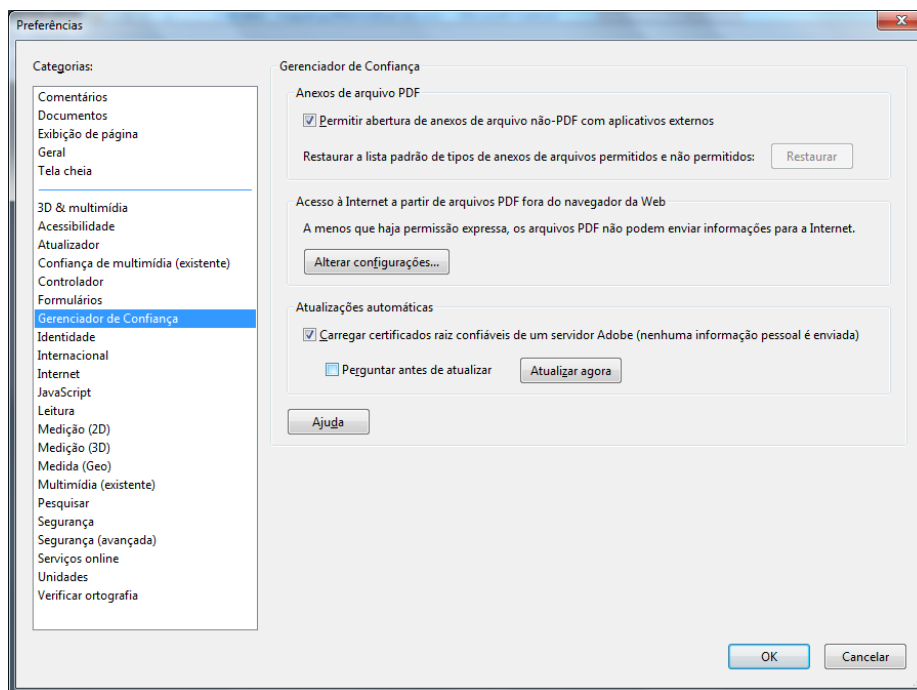 Preferências
Categorias:
Comentários
Documentos
Exibição de página
Geral
Tela cheia
3D & multimídia
Acessibilidade
Atualizador
Confiança de multimídia (existente)
Controlador
Formulários
Gerenciador de Confiança
Identidade
Internacional
Internet
JavaScript
Leitura
Medição (2D)
Medição (3D)
Medida (Geo)
Multimídia (existente)
Pesquisar
Segurança
Segurança (avançada)
Serviços online
Unidades
Verificar ortografia
Gerenciador de Confiança
Anexos de arquivo PDF
Permitir abertura de anexos de arquivo não-PDF com aplicativos externos
Restaurar a lista padrão de tipos de anexos de arquivos permitidos e não permitidos: Restaurar
Acesso à Internet a partir de arquivos PDF fora do navegador da Web
A menos que haja permissão expressa, os arquivos PDF não podem enviar informações para a Internet.
Alterar configurações...
Atualizações automáticas
Carregar certificados raiz confiáveis de um servidor Adobe (nenhuma informação pessoal é enviada)
Perguntar antes de atualizar Atualizar agora
Ajuda
OK Cancelar